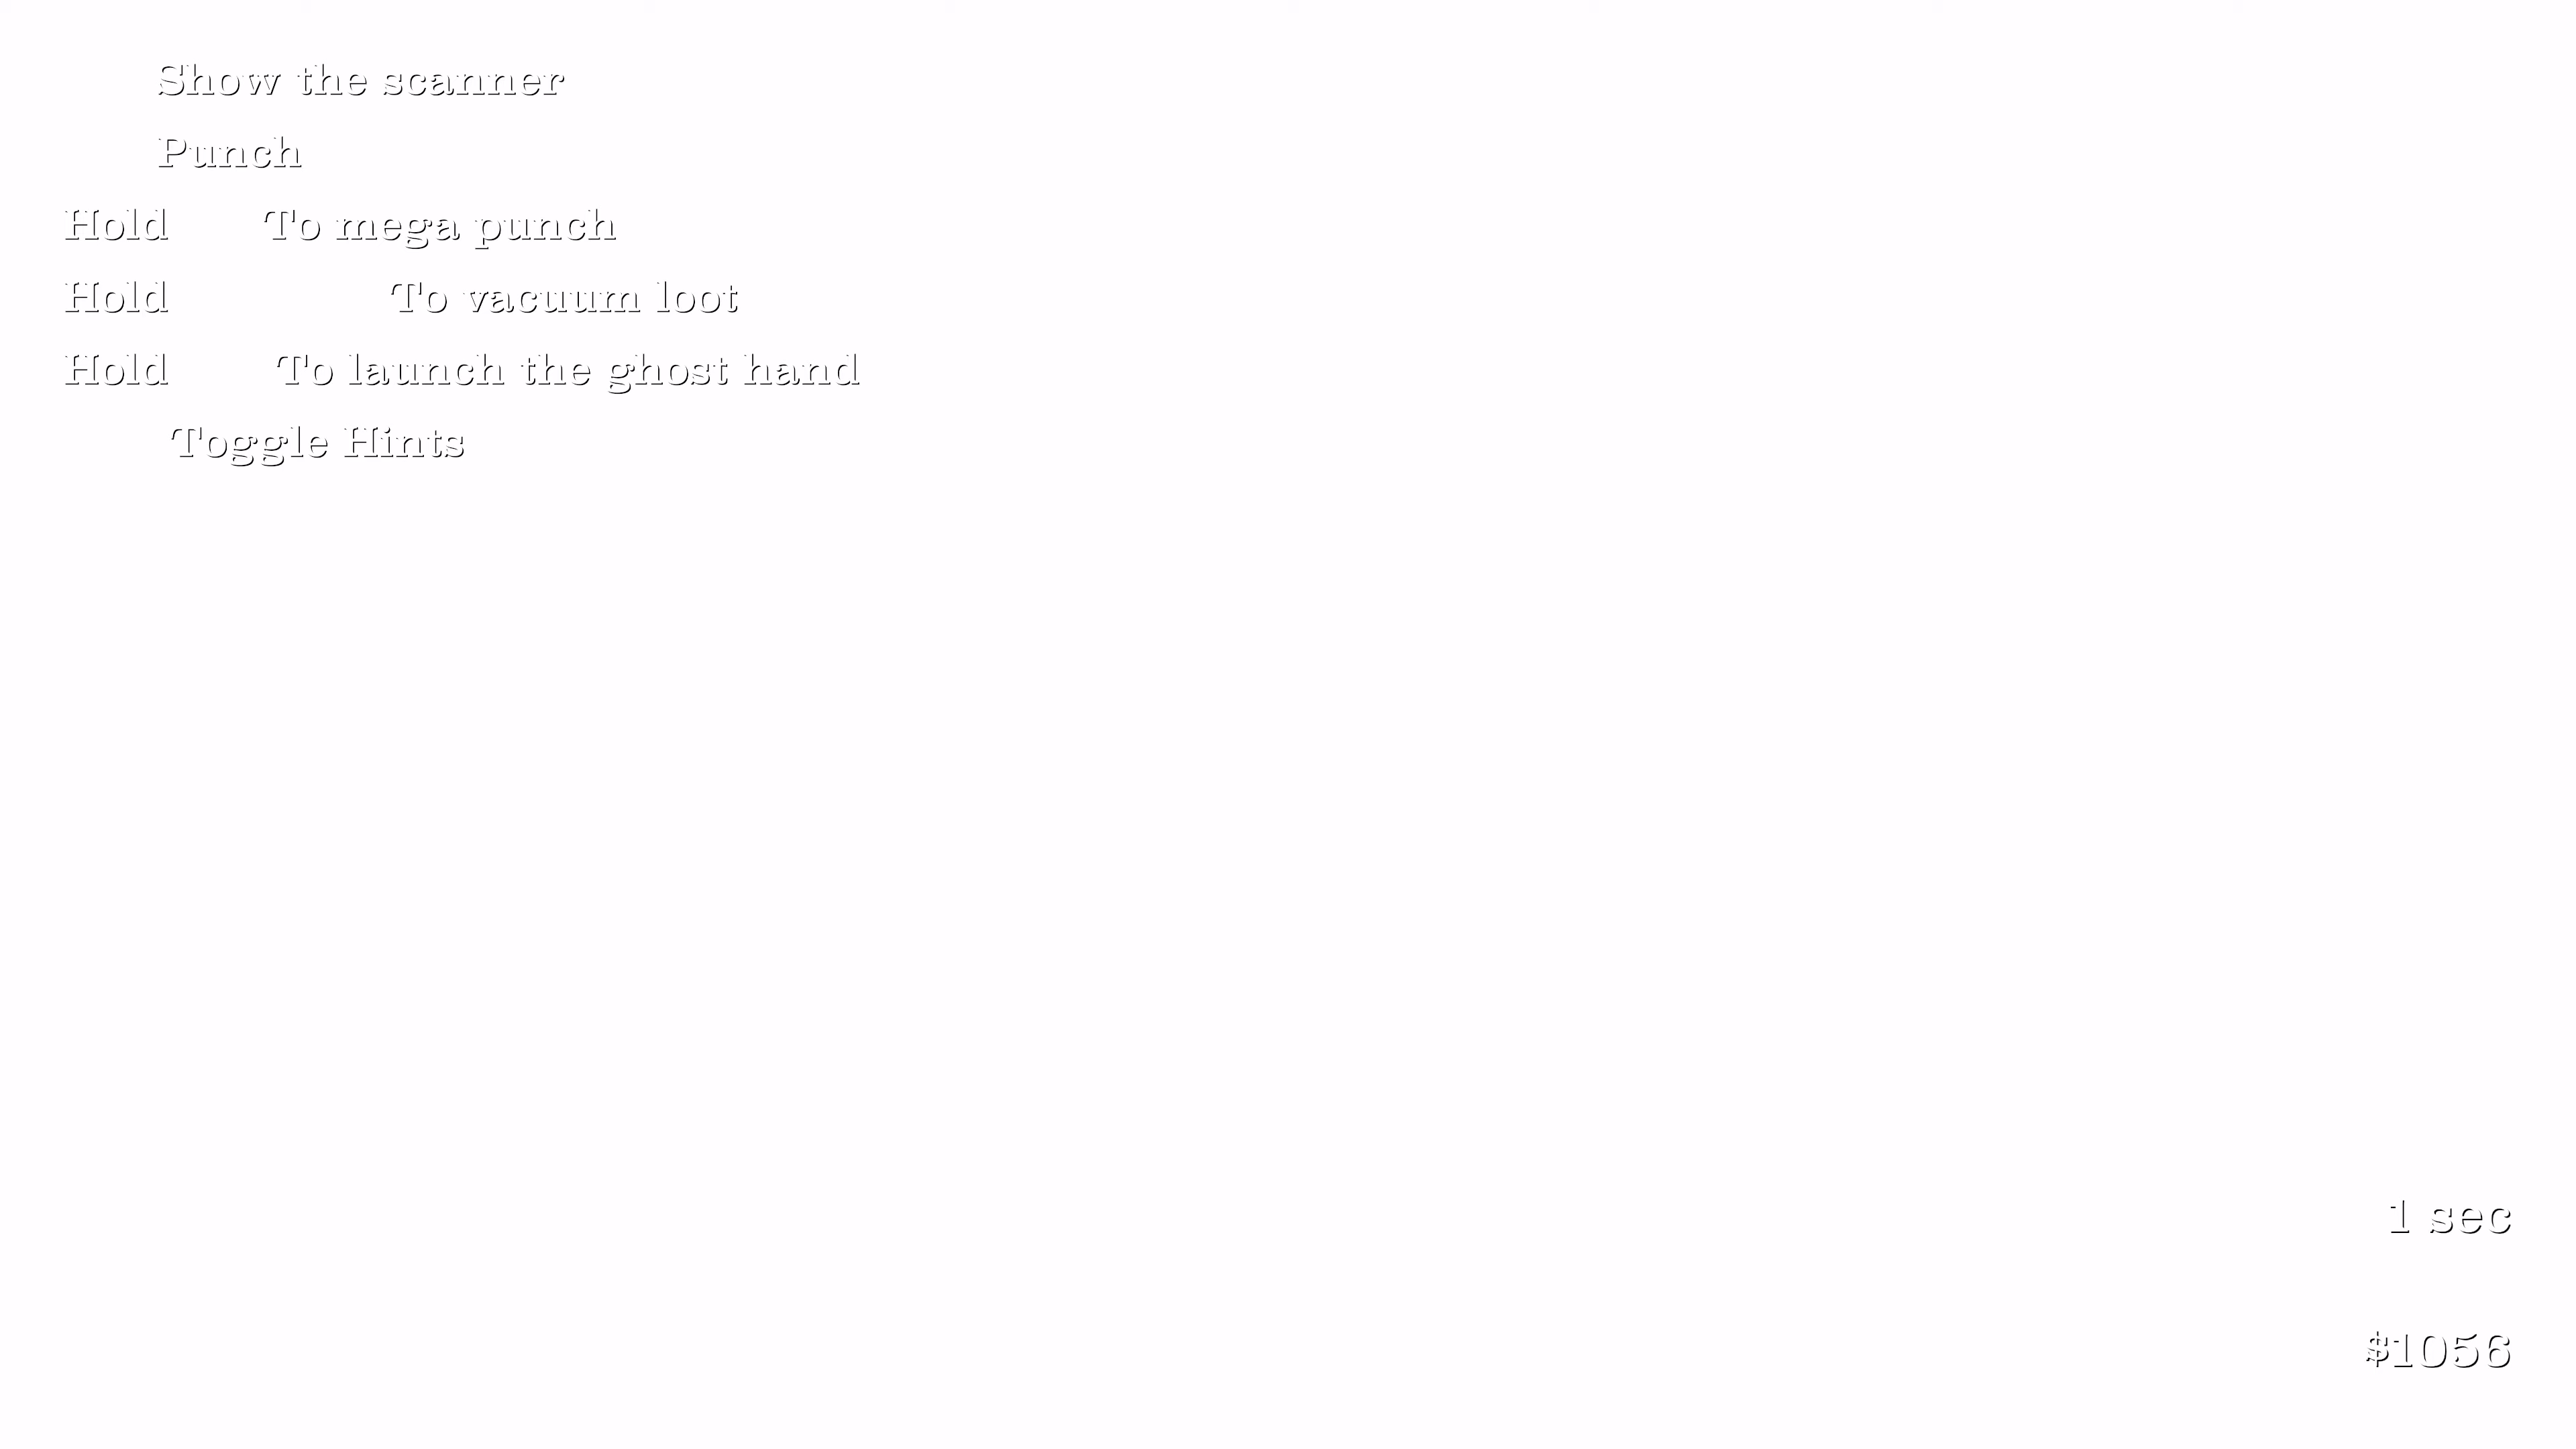 Show the scanner
Punch
Hold To mega punch
Hold To vacuum loot
Hold To launch the ghost hand
Toggle Hints
1 sec
$1056